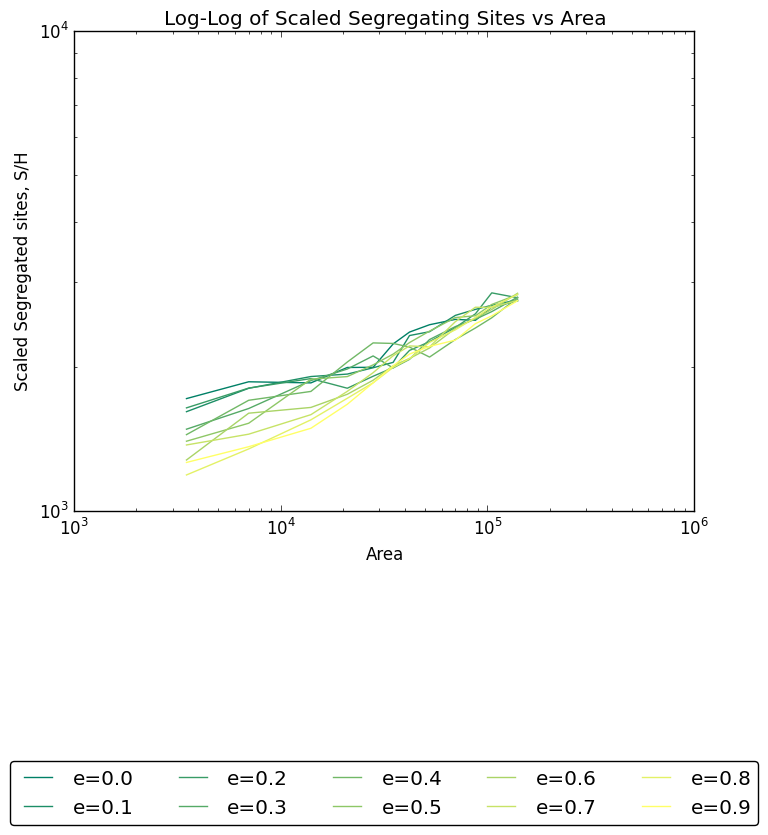 Log-Log of Scaled Segregating Sites vs Area
10^4
Scaled Segregated sites, S/H
10^3
10^3 10^4 10^5 10^6
Area
e=0.0 e=0.2 e=0.4 e=0.6 e=0.8
e=0.1 e=0.3 e=0.5 e=0.7 e=0.9